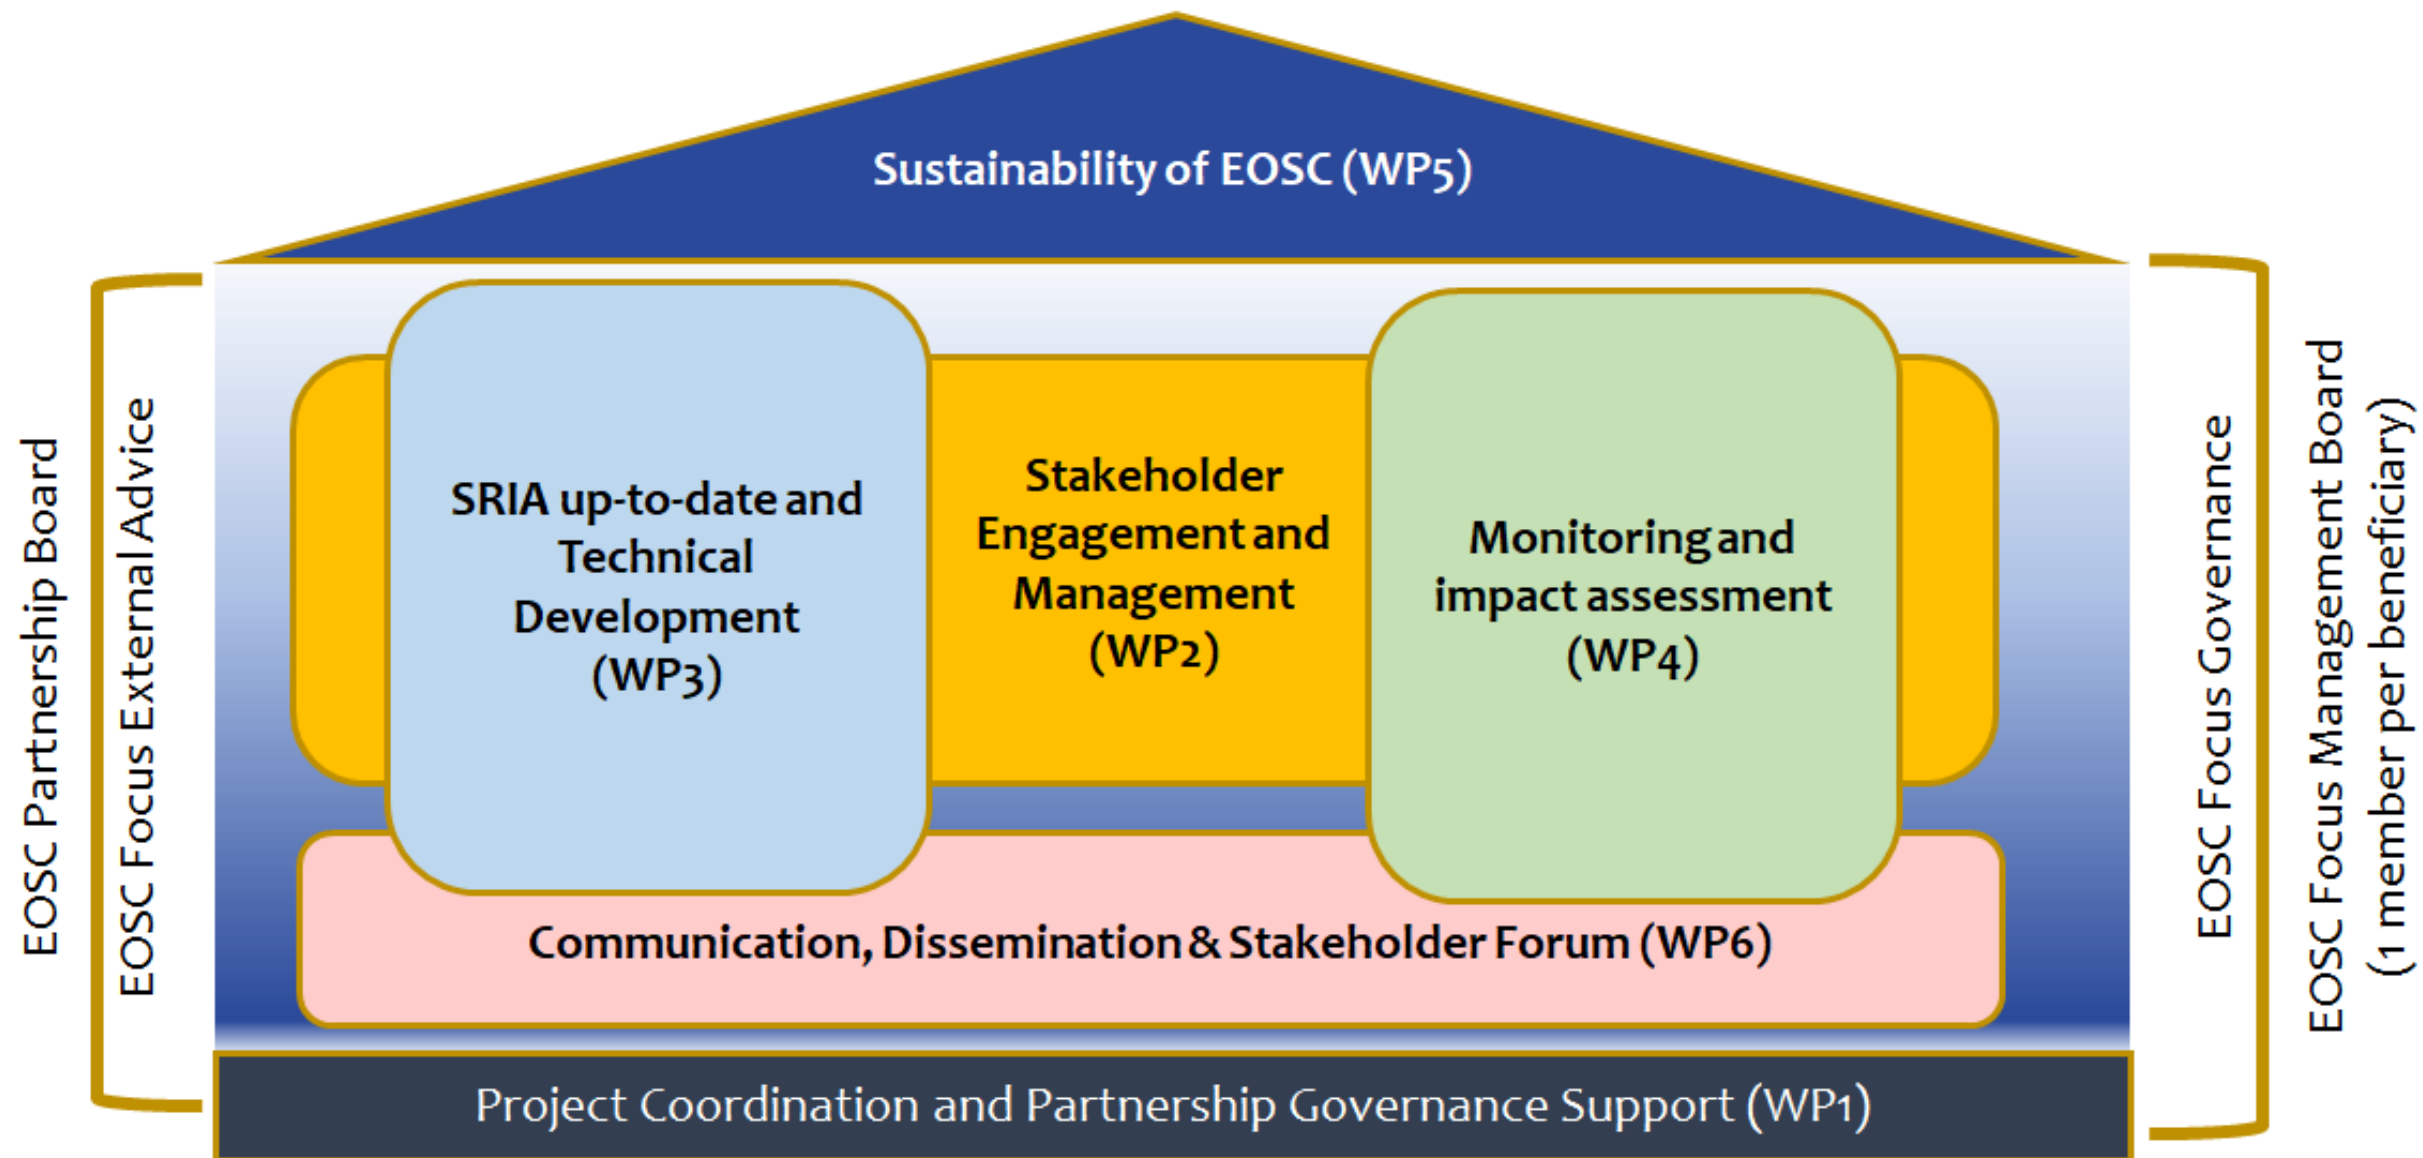 Sustainability of EOSC (WP5)
EOSC Partnership Board
EOSC Focus External Advice
SRIA up-to-date and
Technical
Development
(WP3)
Stakeholder
Engagement and
Management
(WP2)
Monitoring and
impact assessment
(WP4)
EOSC Focus Governance
EOSC Focus Management Board
(1 member per beneficiary)
Communication, Dissemination & Stakeholder Forum (WP6)
Project Coordination and Partnership Governance Support (WP1)